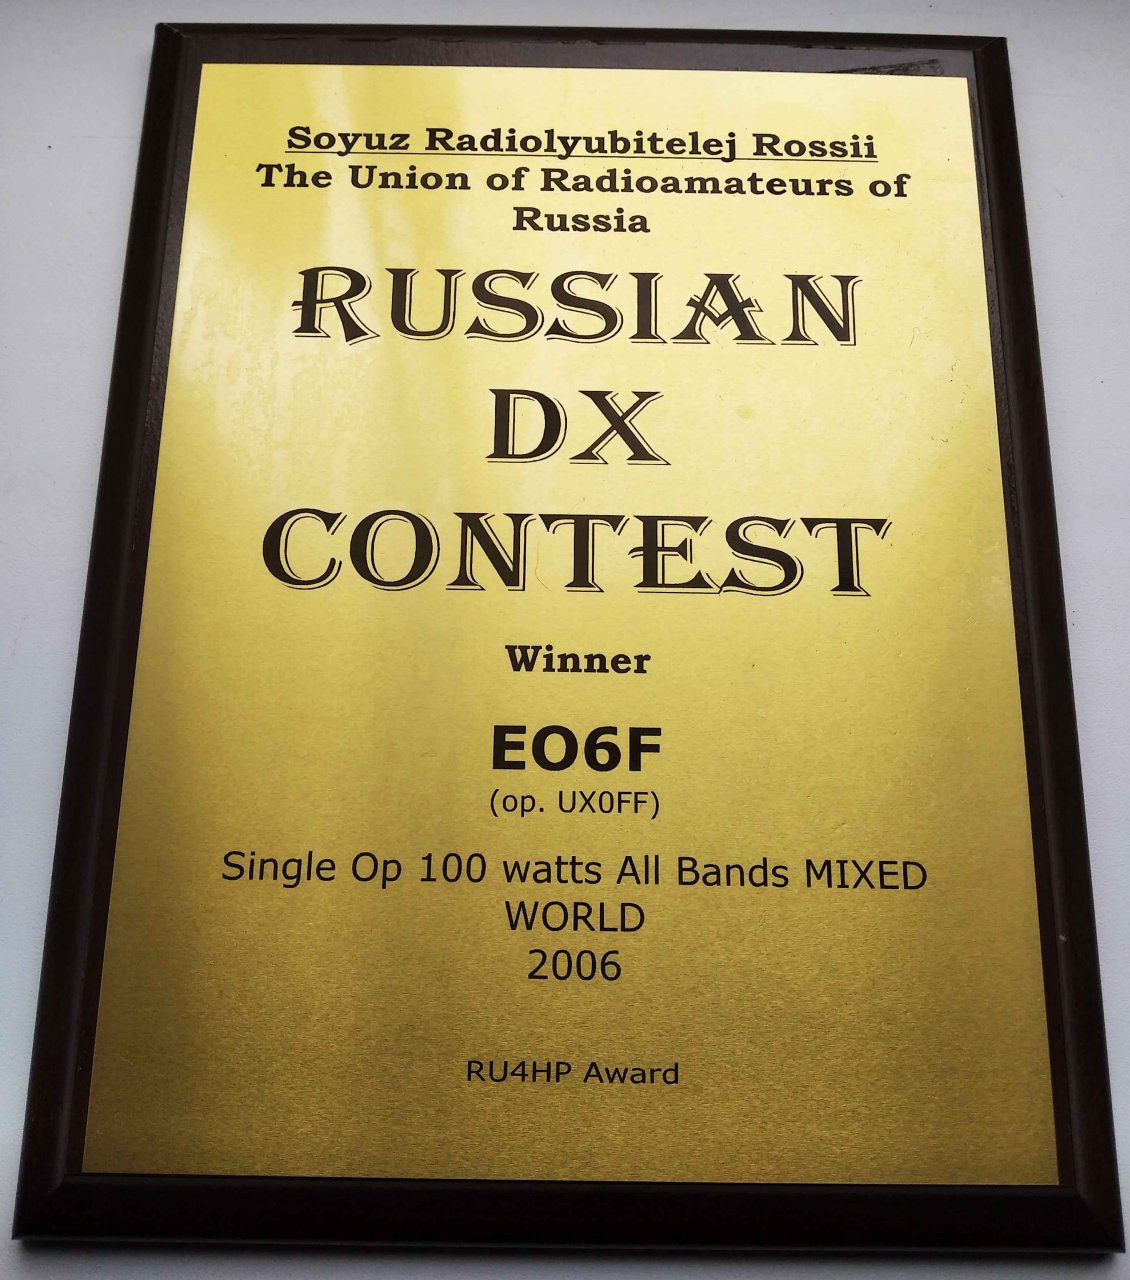 Soyuz Radiolyubitelej Rossii
The Union of Radioamateurs of
Russia
RUSSIAN
DX
CONTEST
Winner
EO6F
(op. UX0FF)
Single Op 100 watts All Bands MIXED
WORLD
2006
RU4HP Award